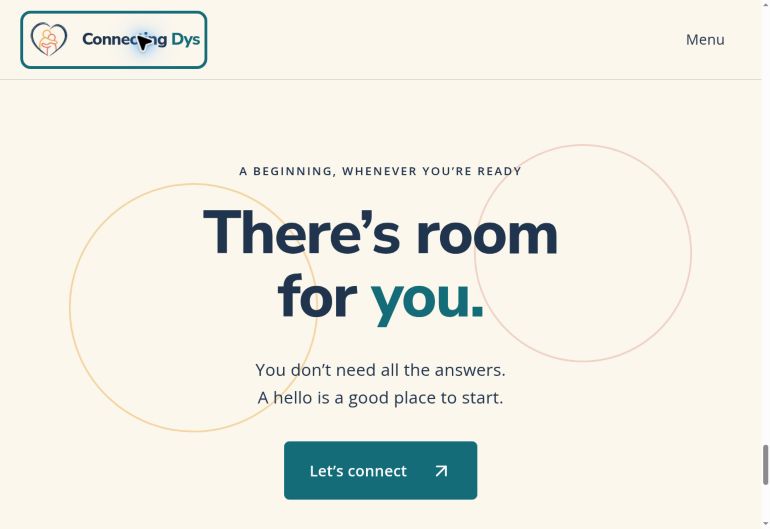 Connecting Dys
Menu
A BEGINNING, WHENEVER YOU’RE READY
There’s room
for you.
You don’t need all the answers.
A hello is a good place to start.
Let’s connect